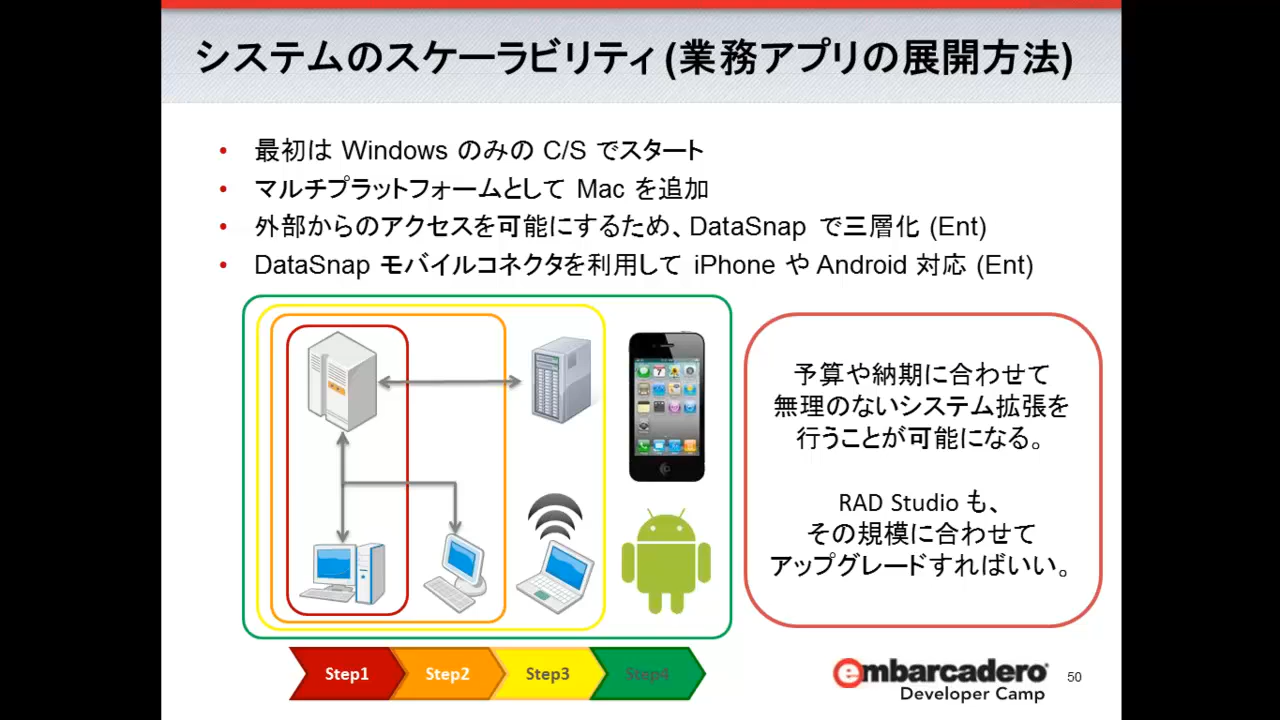 システムのスケーラビリティ(業務アプリの展開方法)
• 最初は Windows のみの C/S でスタート
• マルチプラットフォームとして Mac を追加
• 外部からのアクセスを可能にするため、DataSnap で三層化 (Ent)
• DataSnap モバイルコネクタを利用して iPhone や Android 対応 (Ent)
予算や納期に合わせて
無理のないシステム拡張を
行うことが可能になる。
RAD Studio も、
その規模に合わせて
アップグレードすればいい。
Step1
Step2
Step3
Step4
embarcadero®
Developer Camp
50